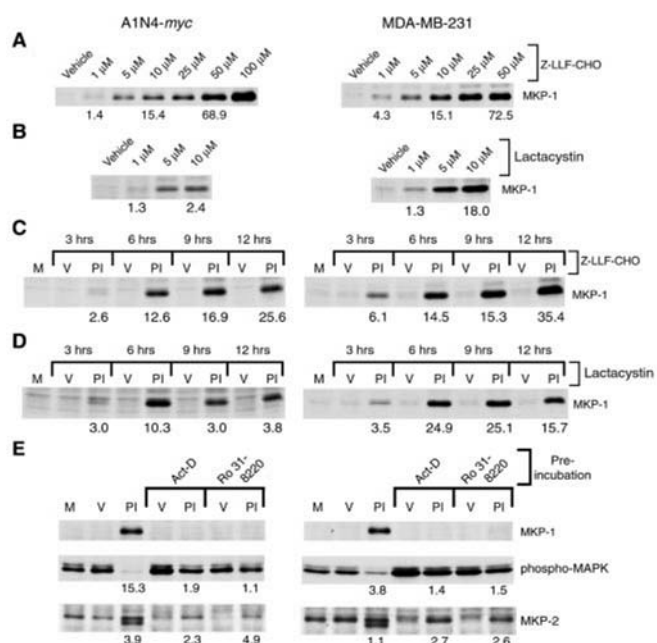 A1N4-myc MDA-MB-231
A
Vehicle 1 µM 5 µM 10 µM 25 µM 50 µM 100 µM Vehicle 1 µM 5 µM 10 µM 25 µM 50 µM Z-LLF-CHO
MKP-1
1.4 15.4 68.9 4.3 15.1 72.5
B
Vehicle 1 µM 5 µM 10 µM Vehicle 1 µM 5 µM 10 µM Lactacystin
MKP-1
1.3 2.4 1.3 18.0
C
3 hrs 6 hrs 9 hrs 12 hrs 3 hrs 6 hrs 9 hrs 12 hrs
M V PI V PI V PI V PI M V PI V PI V PI V PI Z-LLF-CHO
MKP-1
2.6 12.6 16.9 25.6 6.1 14.5 15.3 35.4
D
3 hrs 6 hrs 9 hrs 12 hrs 3 hrs 6 hrs 9 hrs 12 hrs
M V PI V PI V PI V PI M V PI V PI V PI V PI Lactacystin
MKP-1
3.0 10.3 3.0 3.8 3.5 24.9 25.1 15.7
E
Act-D Ro 31-8220 Act-D Ro 31-8220 Pre-incubation
M V PI V PI V PI M V PI V PI V PI
MKP-1
phospho-MAPK
15.3 1.9 1.1 3.8 1.4 1.5
MKP-2
3.9 2.3 4.9 1.1 2.7 2.6